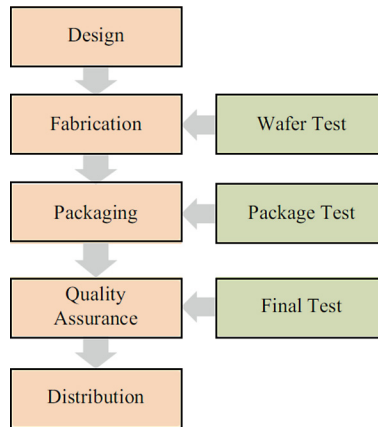 Design
Fabrication
Wafer Test
Packaging
Package Test
Quality
Assurance
Final Test
Distribution